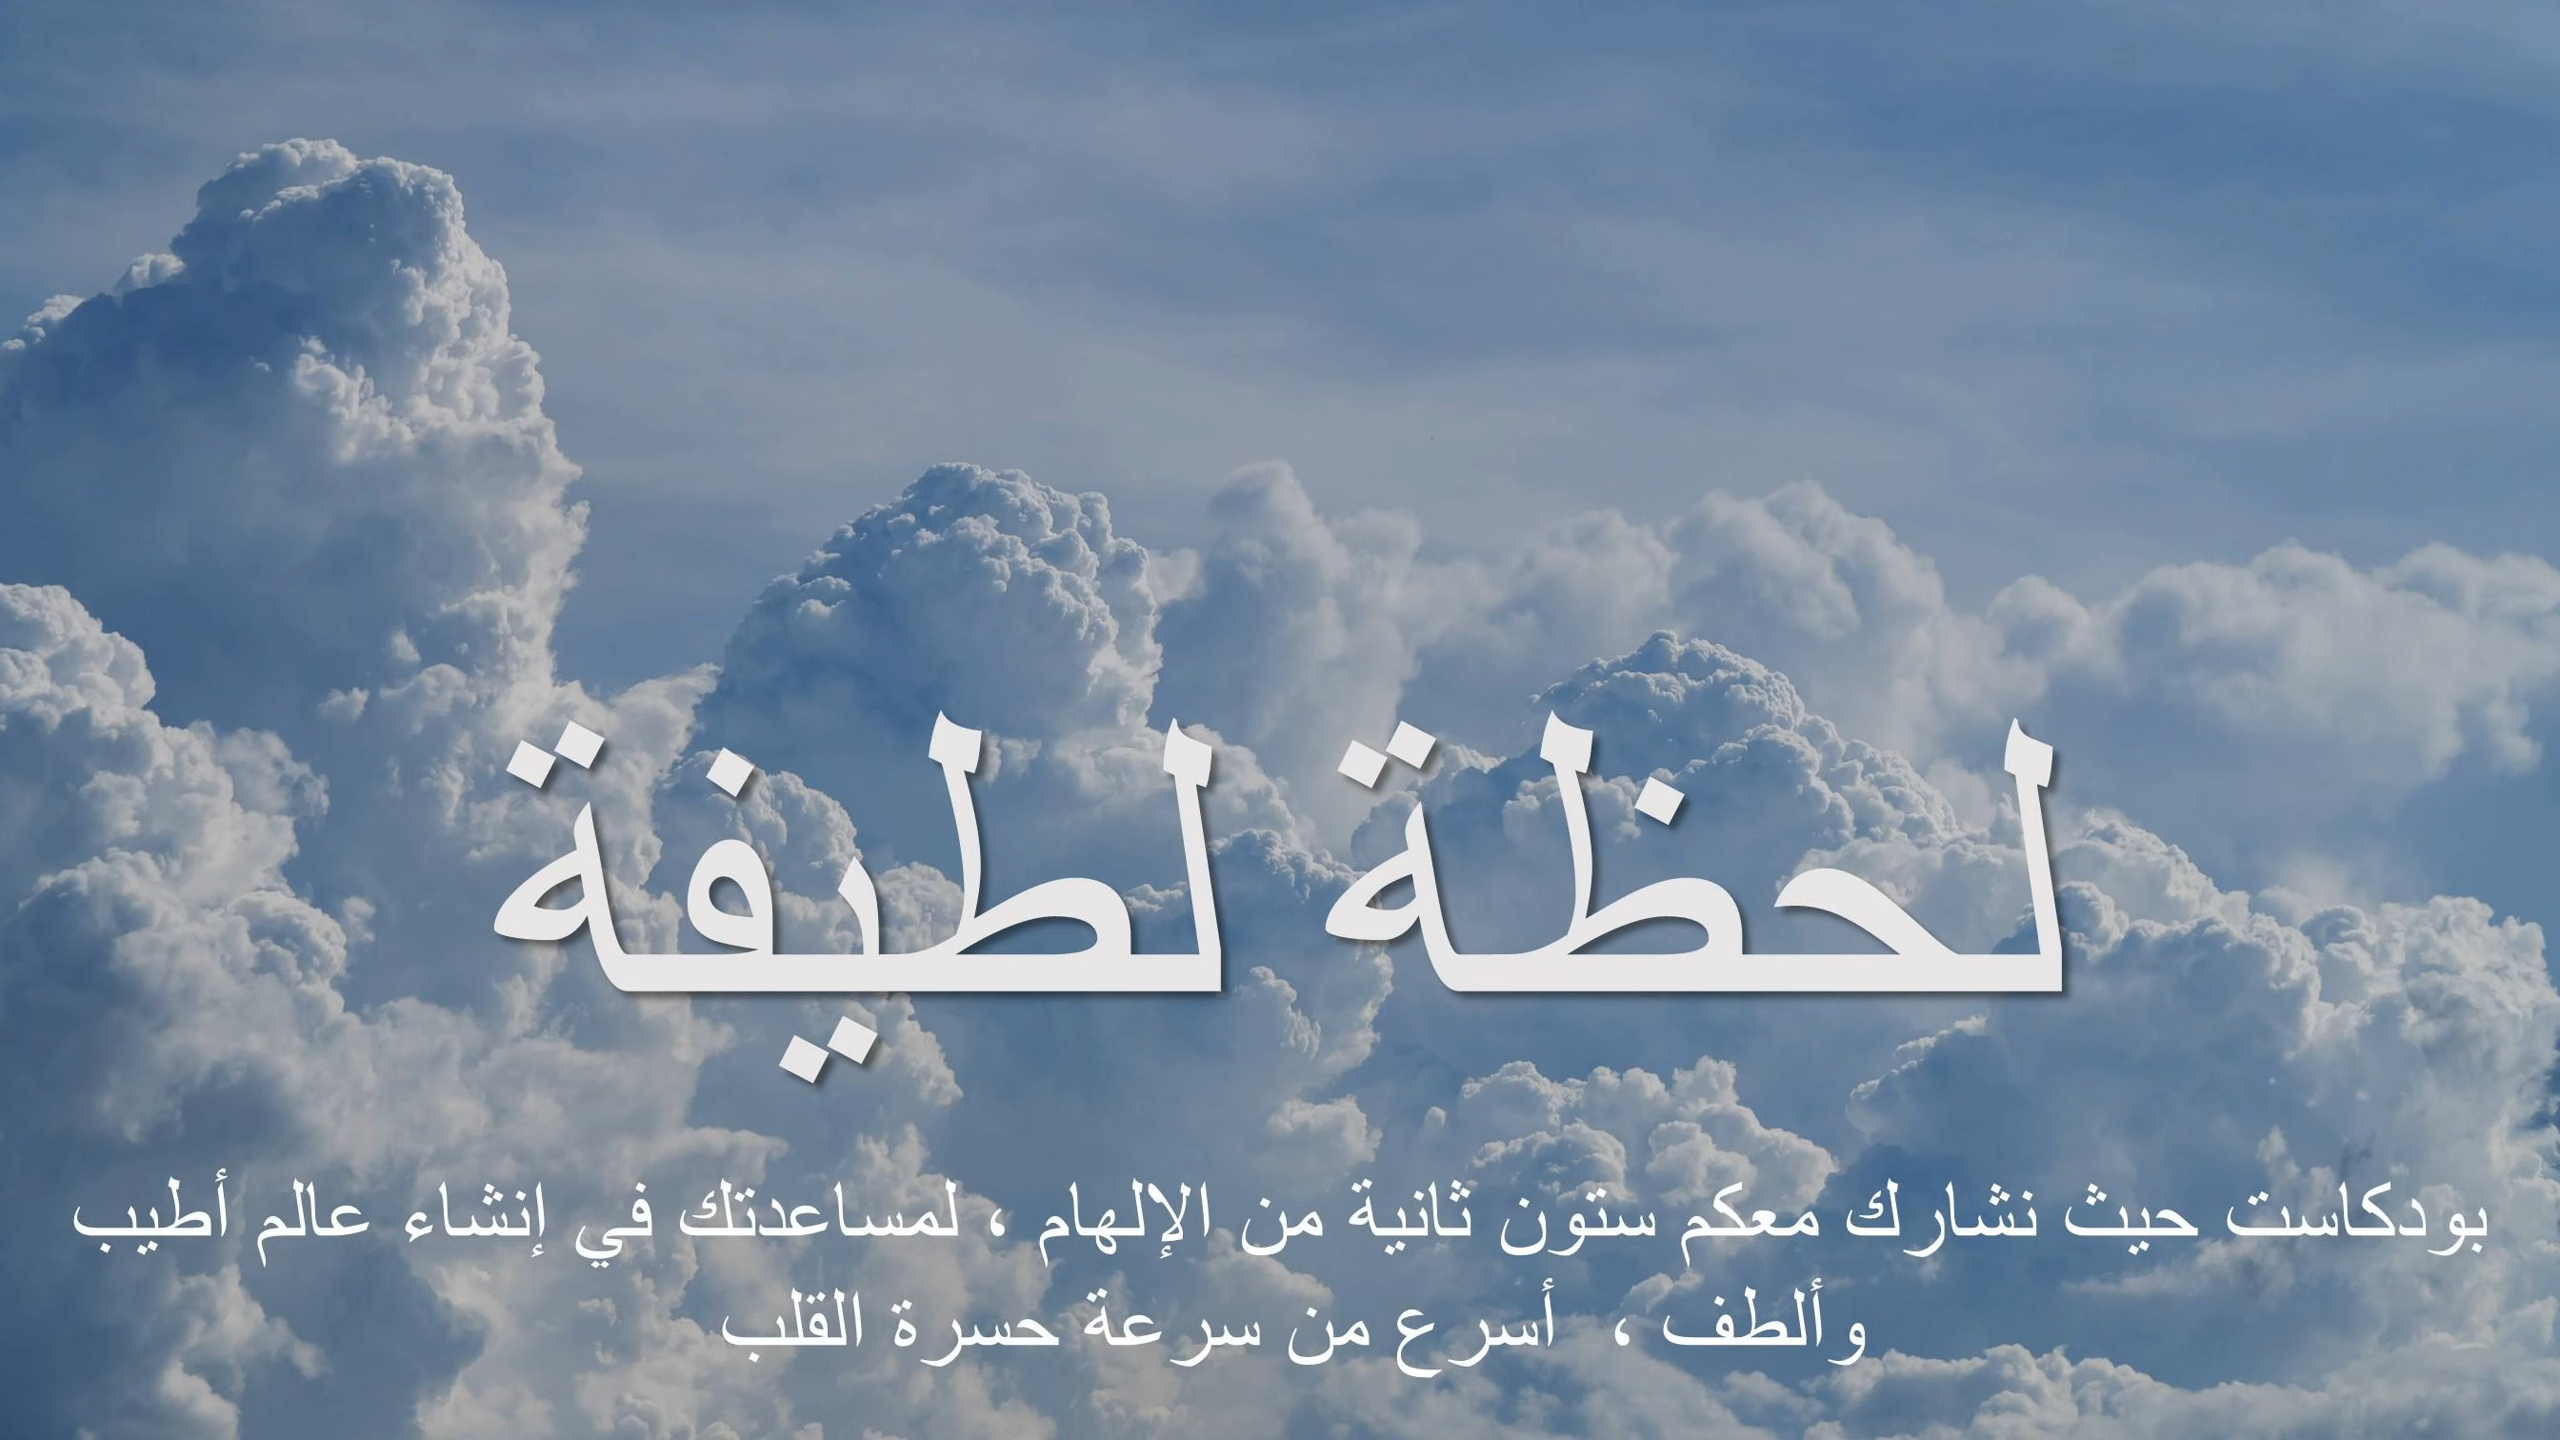 لحظة لطيفة
بودكاست حيث نشارك معكم ستون ثانية من الإلهام ، لمساعدتك في إنشاء عالم أطيب
وألطف ، أسرع من سرعة حسرة القلب